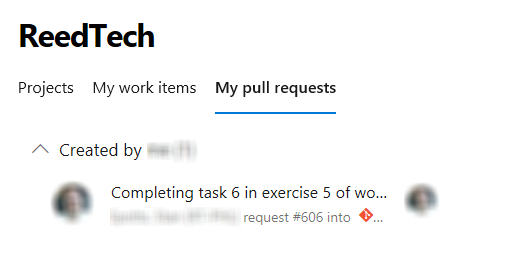 ReedTech
Projects My work items My pull requests
Created by
Completing task 6 in exercise 5 of wo...
request #606 into ...